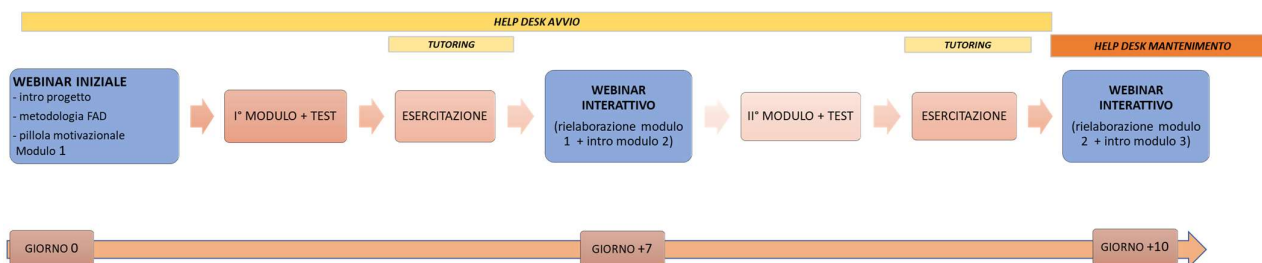 HELP DESK AVVIO
TUTORING
TUTORING
HELP DESK MANTENIMENTO
WEBINAR INIZIALE
- intro progetto
- metodologia FAD
- pillola motivazionale
Modulo 1
I° MODULO + TEST
ESERCITAZIONE
WEBINAR
INTERATTIVO
(rielaborazione modulo
1 + intro modulo 2)
II° MODULO + TEST
ESERCITAZIONE
WEBINAR
INTERATTIVO
(rielaborazione modulo
2 + intro modulo 3)
GIORNO 0
GIORNO +7
GIORNO +10